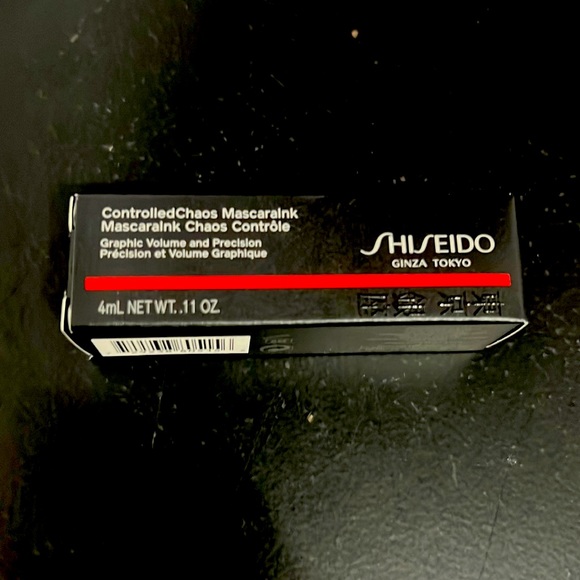 ControlledChaos MascaraInk
MascaraInk Chaos Contrôle
Graphic Volume and Precision
Précision et Volume Graphique
SHISEIDO
GINZA TOKYO
4mL NET WT. .11 OZ.